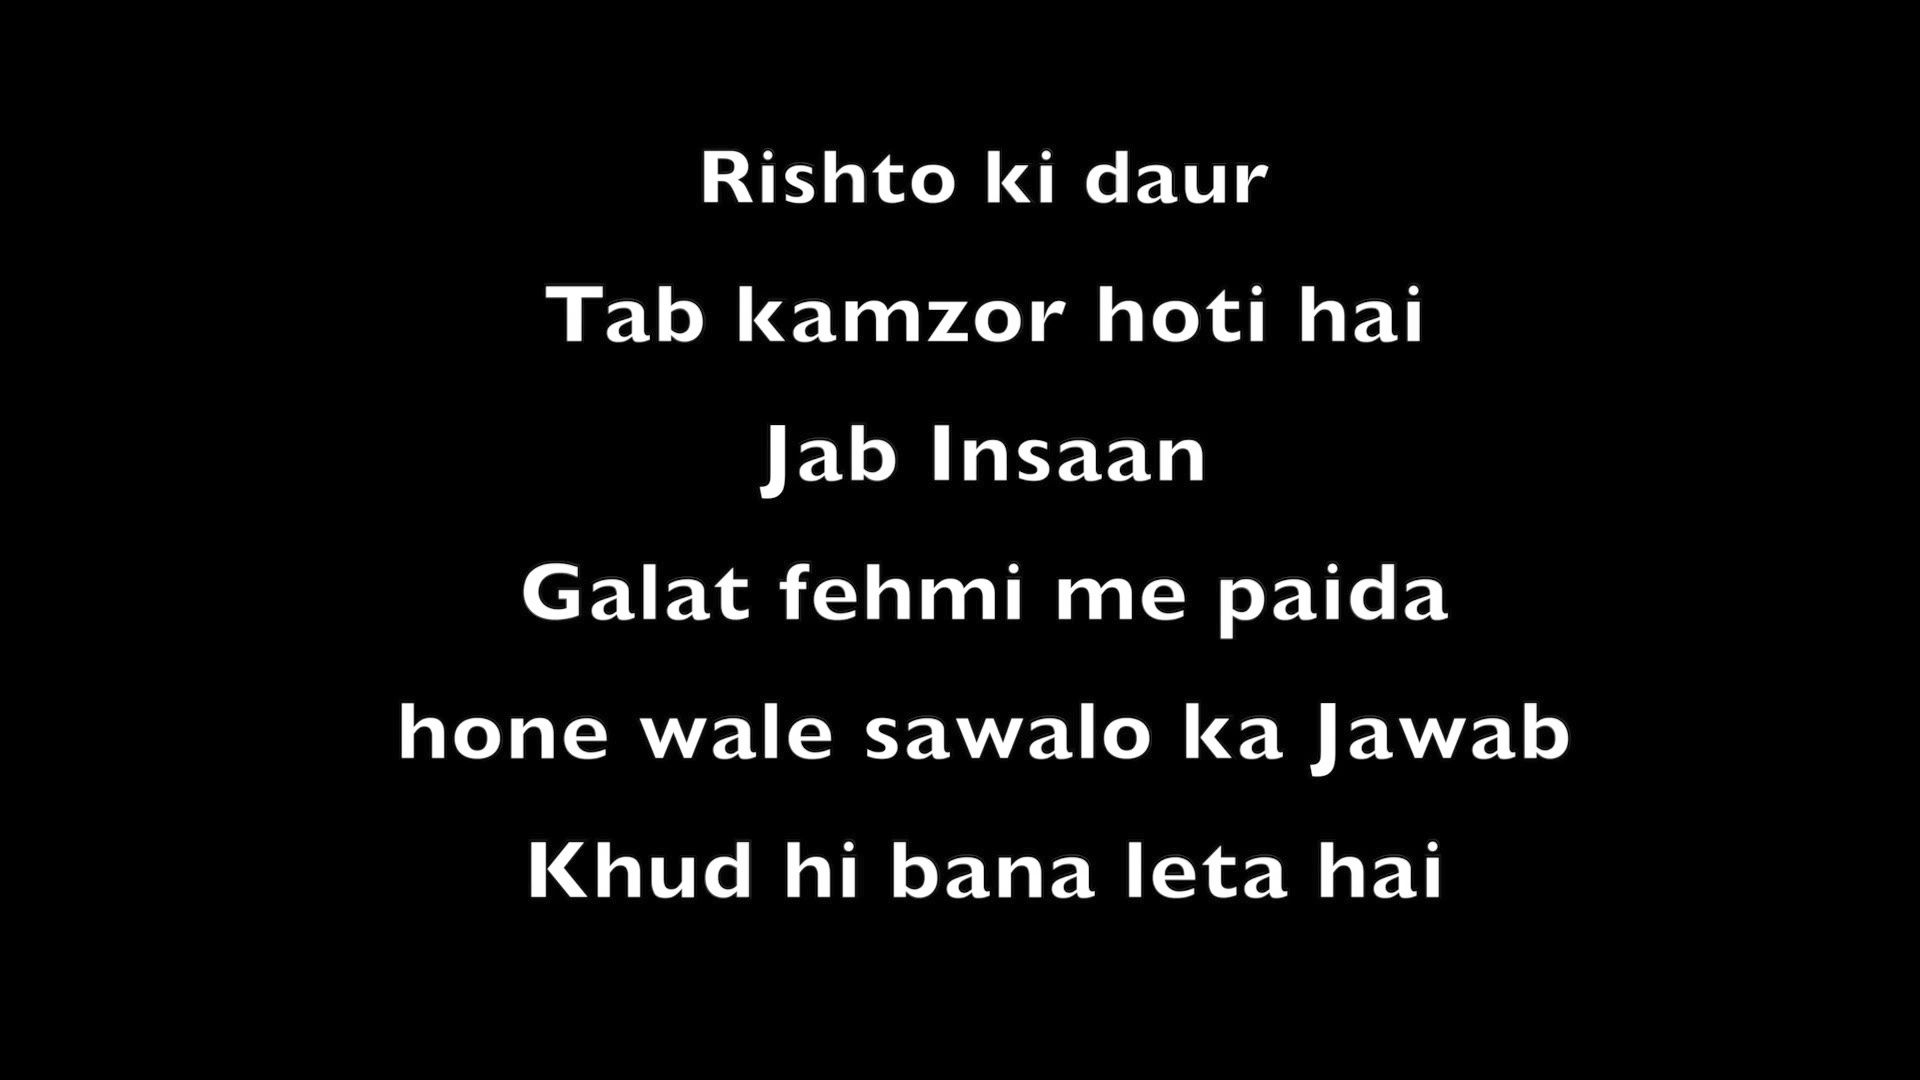 Rishto ki daur
Tab kamzor hoti hai
Jab Insaan
Galat fehmi me paida
hone wale sawalo ka Jawab
Khud hi bana leta hai